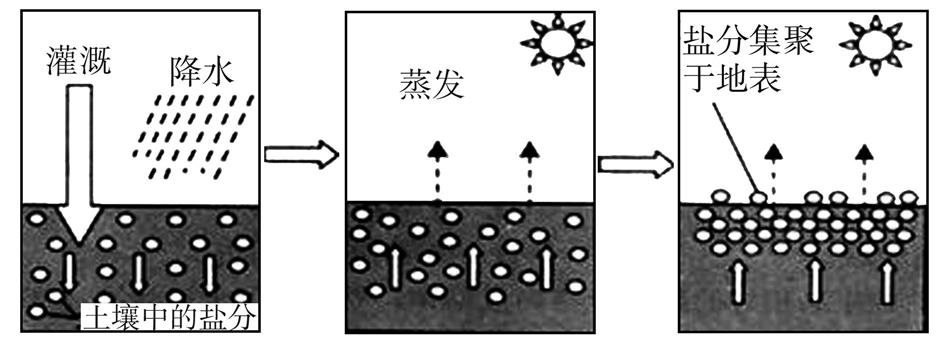 灌溉
降水
土壤中的盐分
蒸发
盐分集聚
于地表